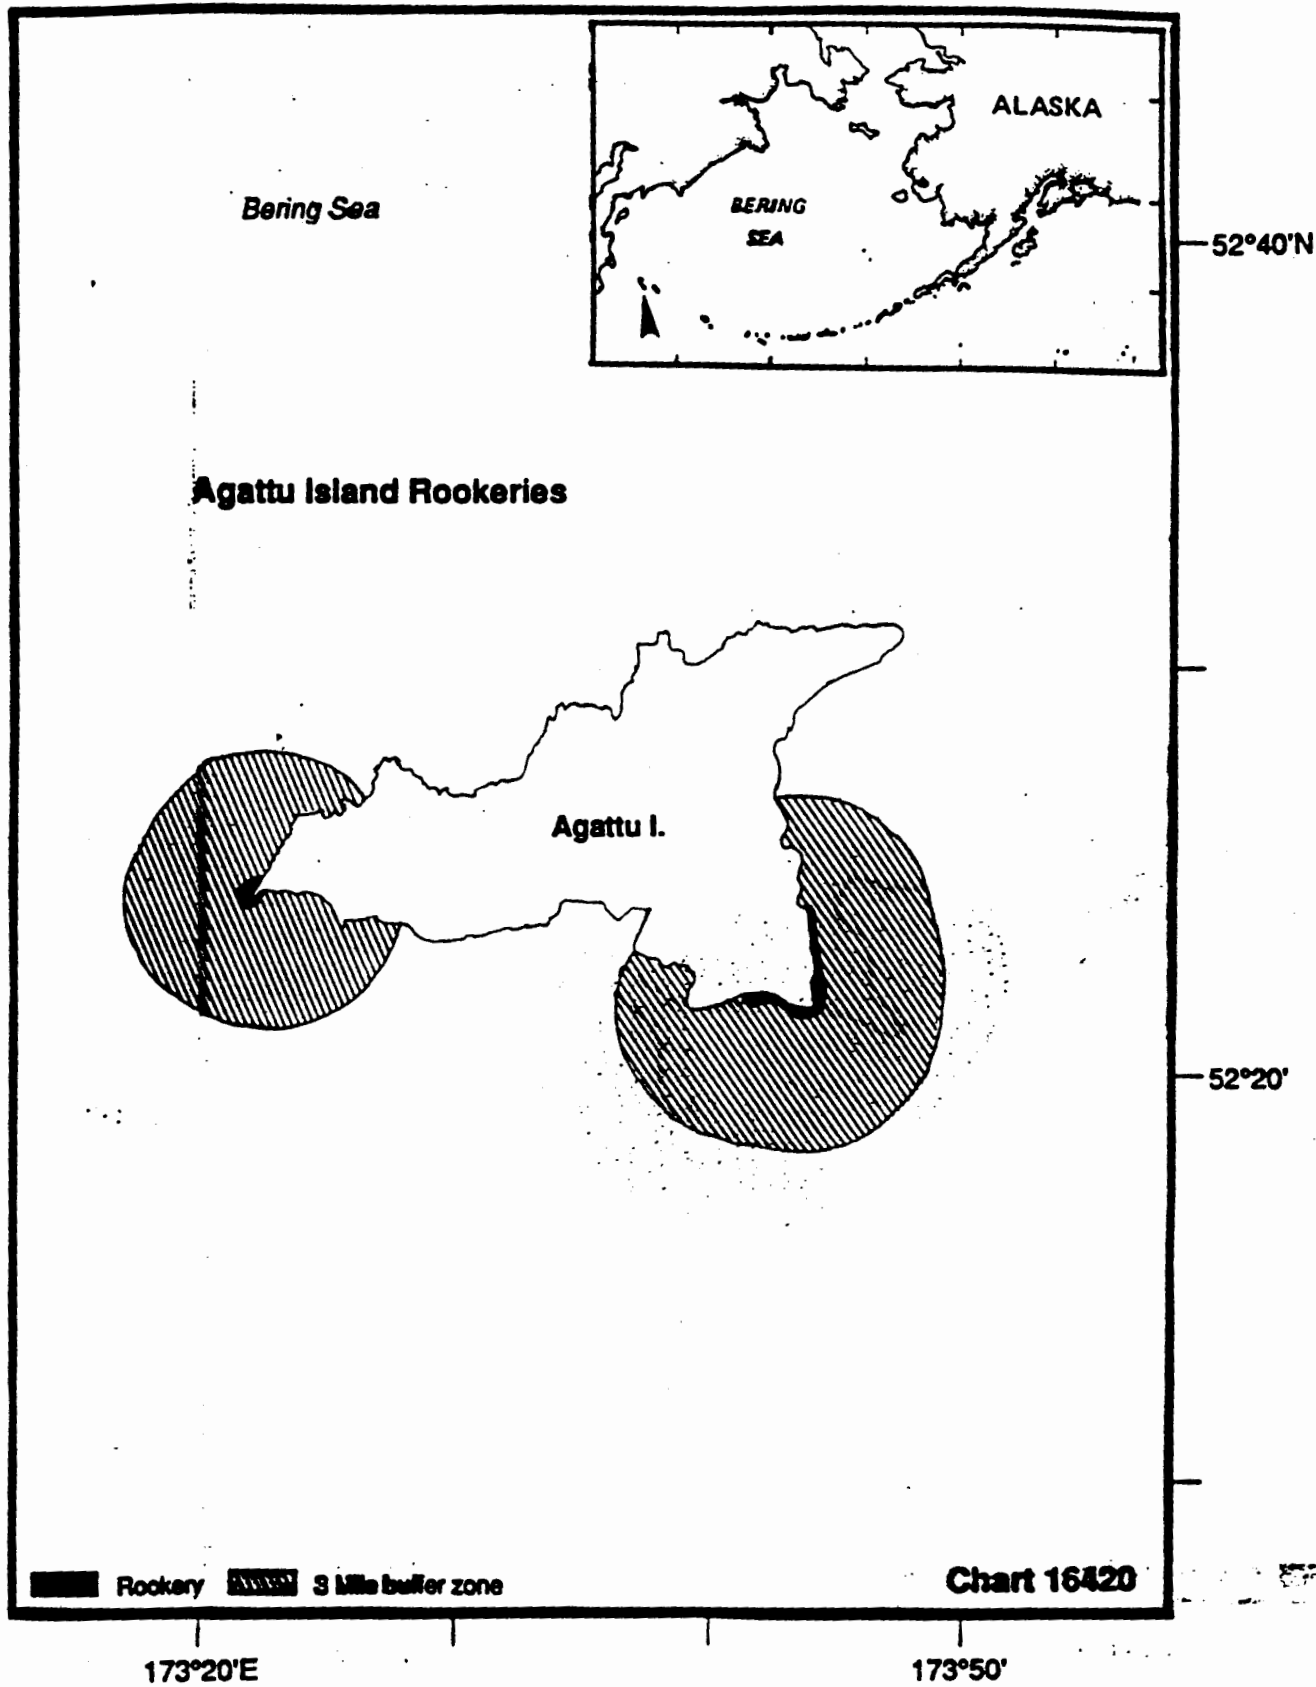 ALASKA
Bering Sea
BERING
SEA
52°40'N
Agattu Island Rookeries
Agattu I.
52°20'
Rookery 3 Mile buffer zone
Chart 16420
173°20'E 173°50'